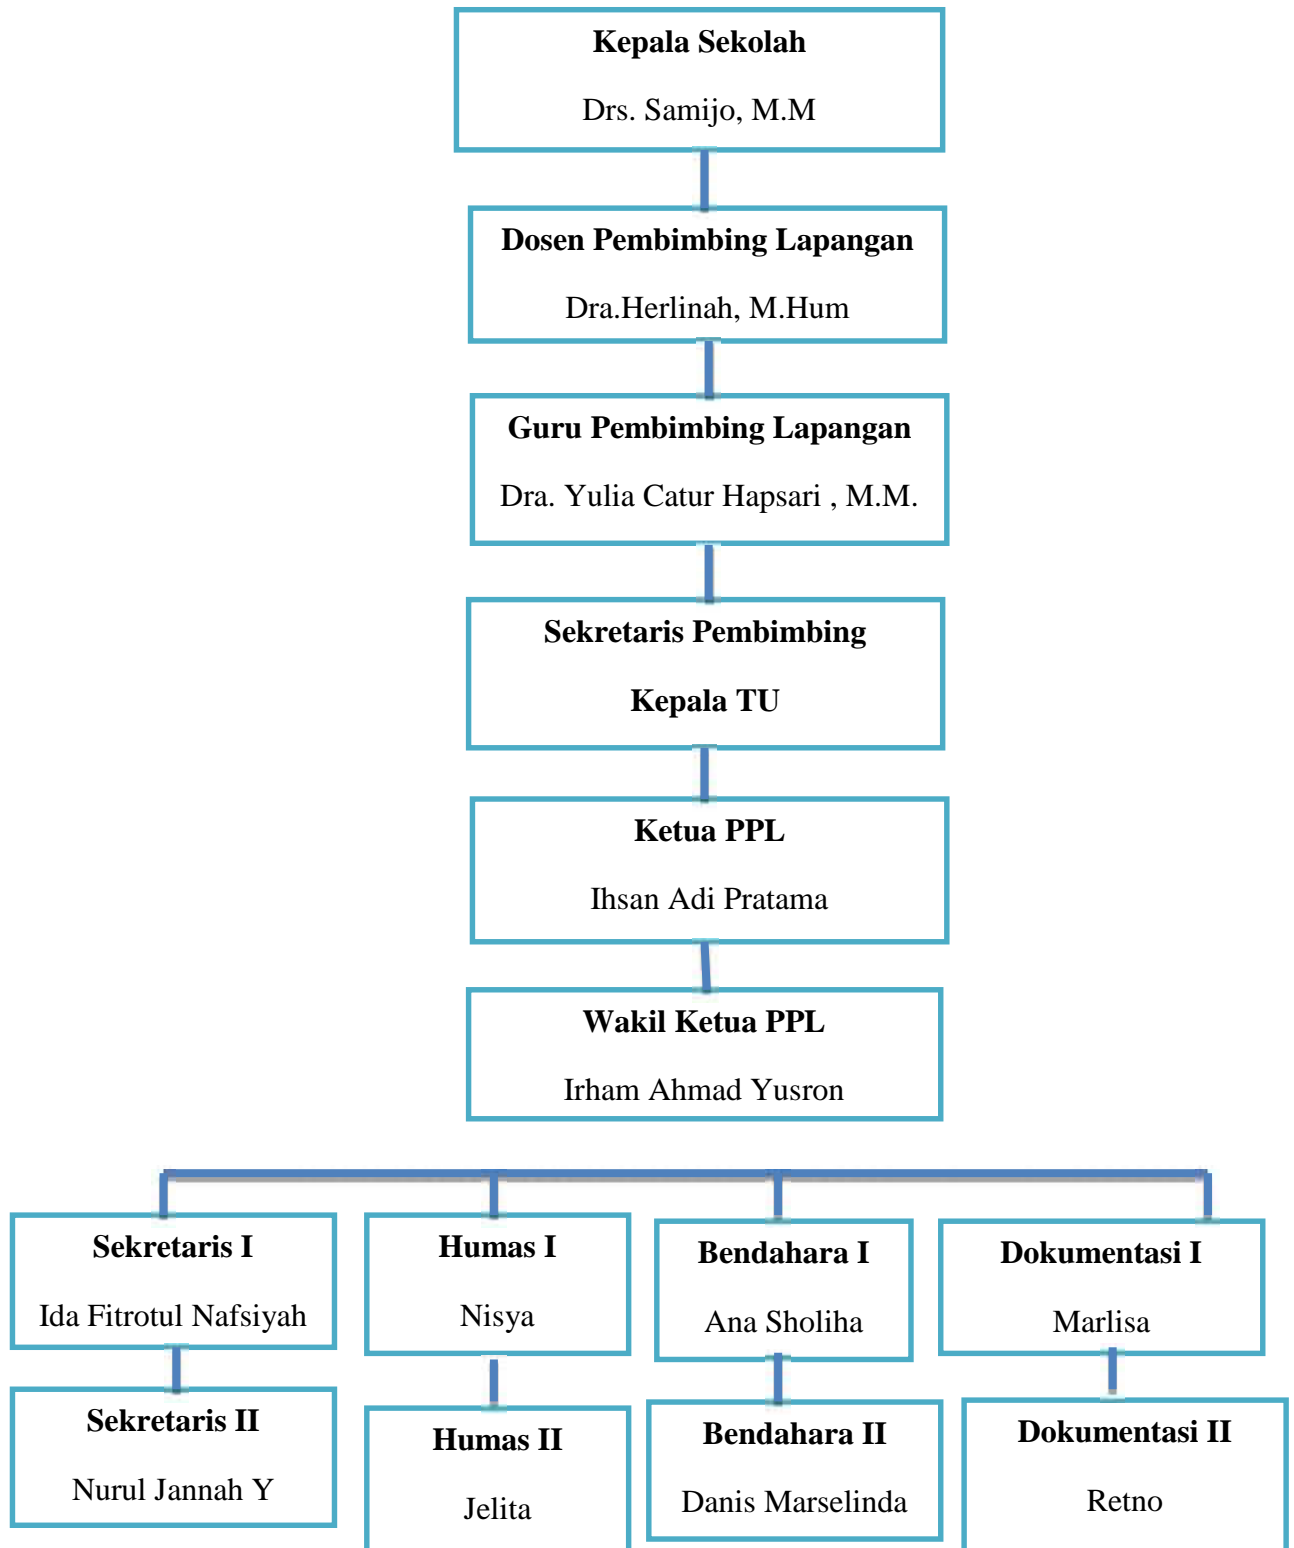 Kepala Sekolah
Drs. Samijo, M.M
Dosen Pembimbing Lapangan
Dra.Herlinah, M.Hum
Guru Pembimbing Lapangan
Dra. Yulia Catur Hapsari , M.M.
Sekretaris Pembimbing
Kepala TU
Ketua PPL
Ihsan Adi Pratama
Wakil Ketua PPL
Irham Ahmad Yusron
Sekretaris I
Ida Fitrotul Nafsiyah
Humas I
Nisya
Bendahara I
Ana Sholiha
Dokumentasi I
Marlisa
Sekretaris II
Nurul Jannah Y
Humas II
Jelita
Bendahara II
Danis Marselinda
Dokumentasi II
Retno